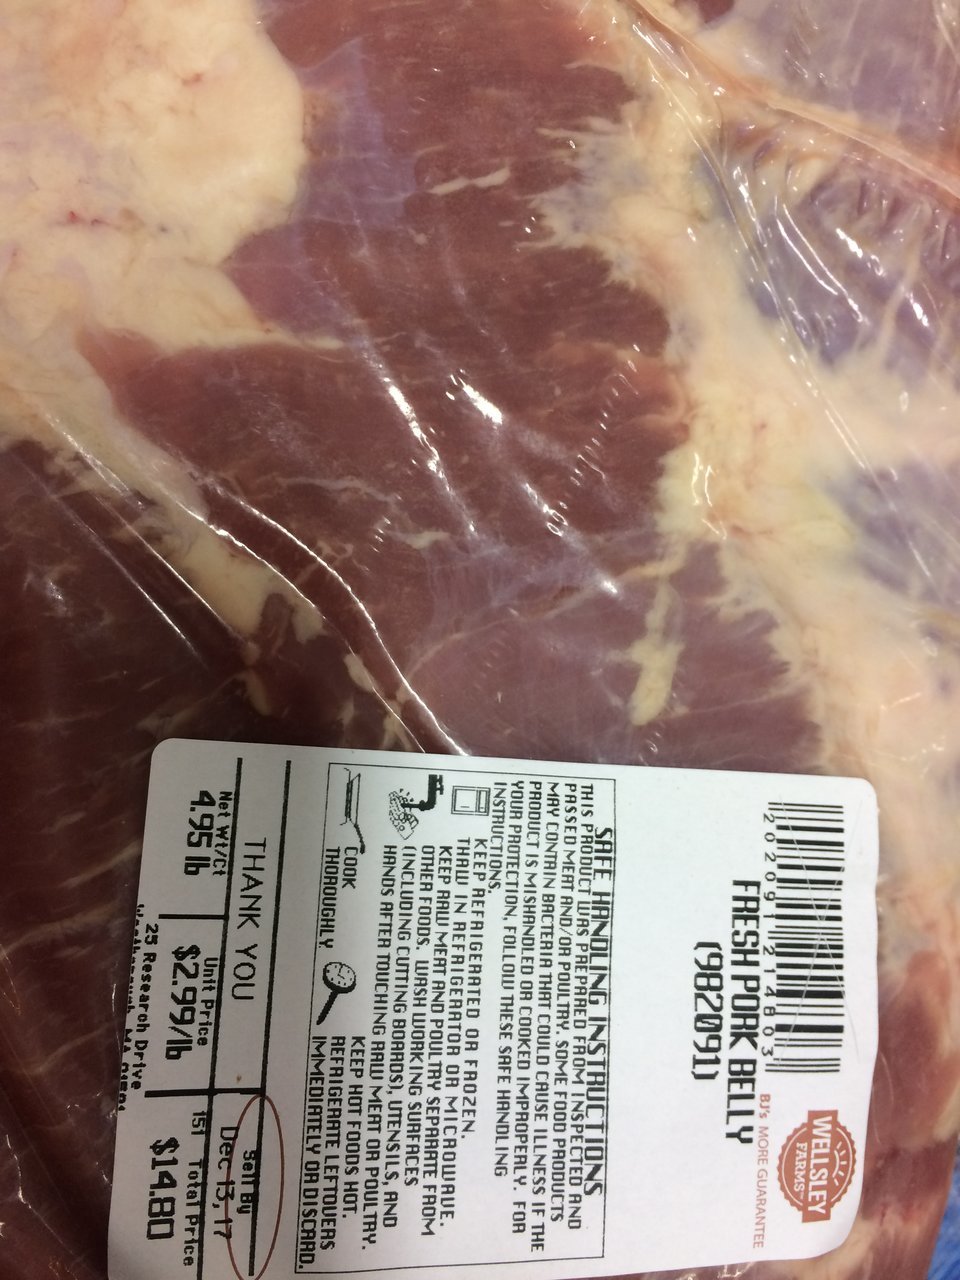 WELLSLEY
FARMS™
BJ's MORE GUARANTEE
2 0 2 0 9 1 1 2 1 4 8 0 3
FRESH PORK BELLY
(9B2091)
SAFE HANDLING INSTRUCTIONS
THIS PRODUCT WAS PREPARED FROM INSPECTED AND
PASSED MEAT AND/OR POULTRY. SOME FOOD PRODUCTS
MAY CONTAIN BACTERIA THAT COULD CAUSE ILLNESS IF THE
PRODUCT IS MISHANDLED OR COOKED IMPROPERLY. FOR
YOUR PROTECTION, FOLLOW THESE SAFE HANDLING
INSTRUCTIONS.
KEEP REFRIGERATED OR FROZEN.
THAW IN REFRIGERATOR OR MICROWAVE.
KEEP RAW MEAT AND POULTRY SEPARATE FROM
OTHER FOODS. WASH WORKING SURFACES
(INCLUDING CUTTING BOARDS), UTENSILS, AND
HANDS AFTER TOUCHING RAW MEAT OR POULTRY.
COOK
THOROUGHLY
KEEP HOT FOODS HOT.
REFRIGERATE LEFTOVERS
IMMEDIATELY OR DISCARD.
THANK YOU
Sell By
Dec 13, 17
Net Wt/Ct
4.95 lb
Unit Price
$2.99/lb
151 Total Price
$14.80
25 Research Drive